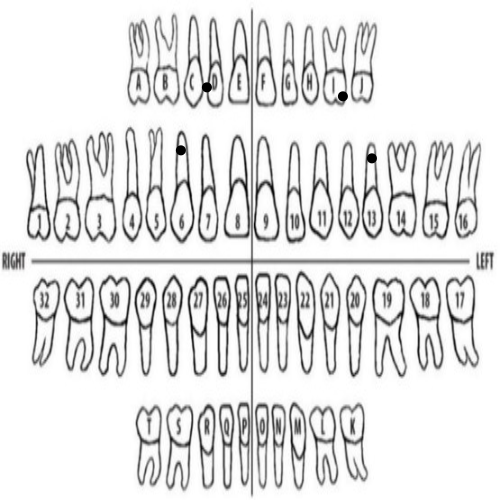 A B C D E F G H I J
1 2 3 4 5 6 7 8 9 10 11 12 13 14 15 16
RIGHT LEFT
32 31 30 29 28 27 26 25 24 23 22 21 20 19 18 17
T S R Q P O N M L K